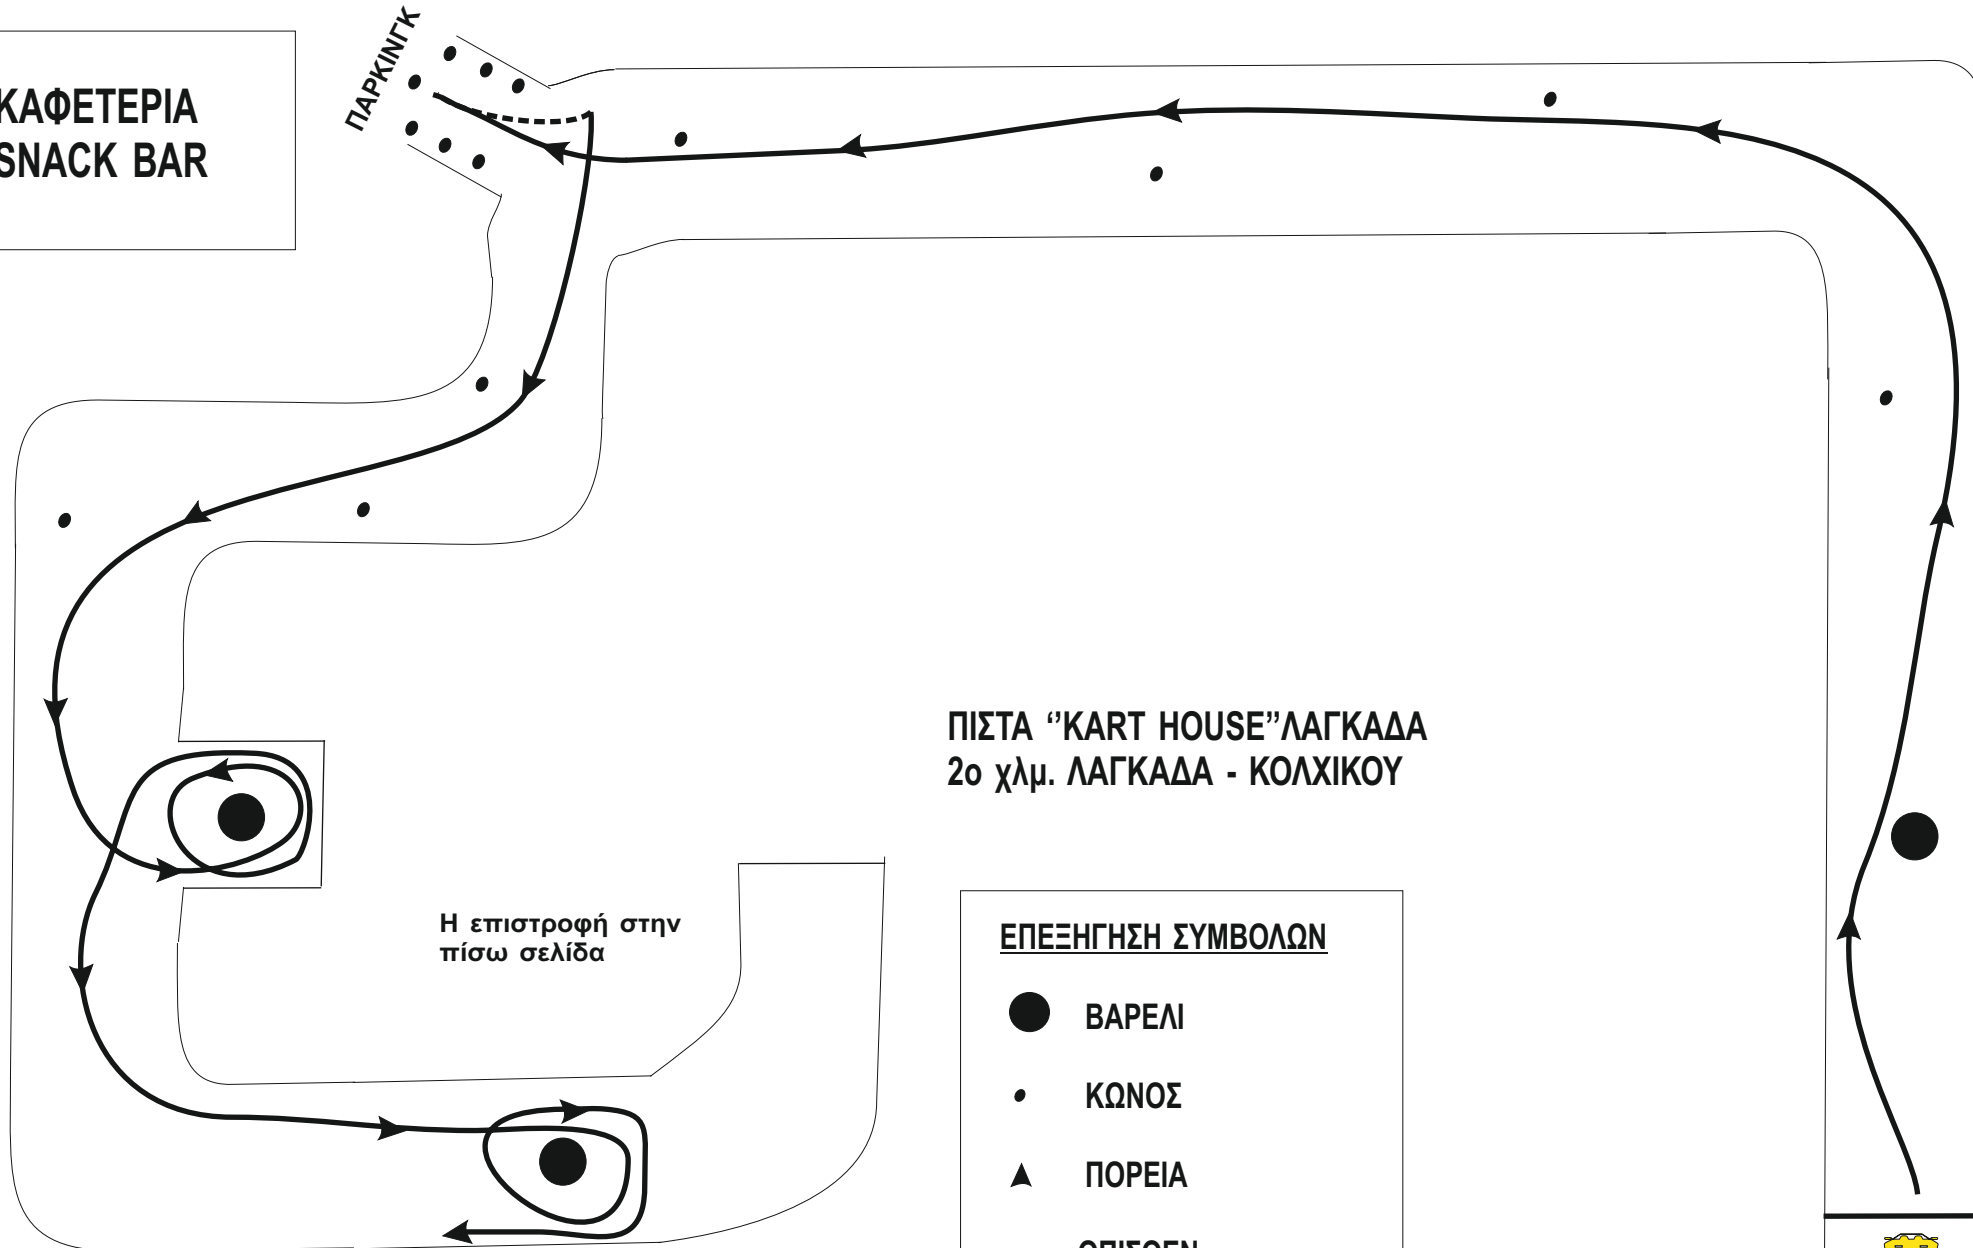 ΠΑΡΚΙΝΓΚ
ΚΑΦΕΤΕΡΙΑ
SNACK BAR
ΠΙΣΤΑ ‘’KART HOUSE’’ΛΑΓΚΑΔΑ
2ο χλμ. ΛΑΓΚΑΔΑ - ΚΟΛΧΙΚΟΥ
Η επιστροφή στην
πίσω σελίδα
ΕΠΕΞΗΓΗΣΗ ΣΥΜΒΟΛΩΝ
ΒΑΡΕΛΙ
ΚΩΝΟΣ
ΠΟΡΕΙΑ
ΟΠΙΣΘΕΝ